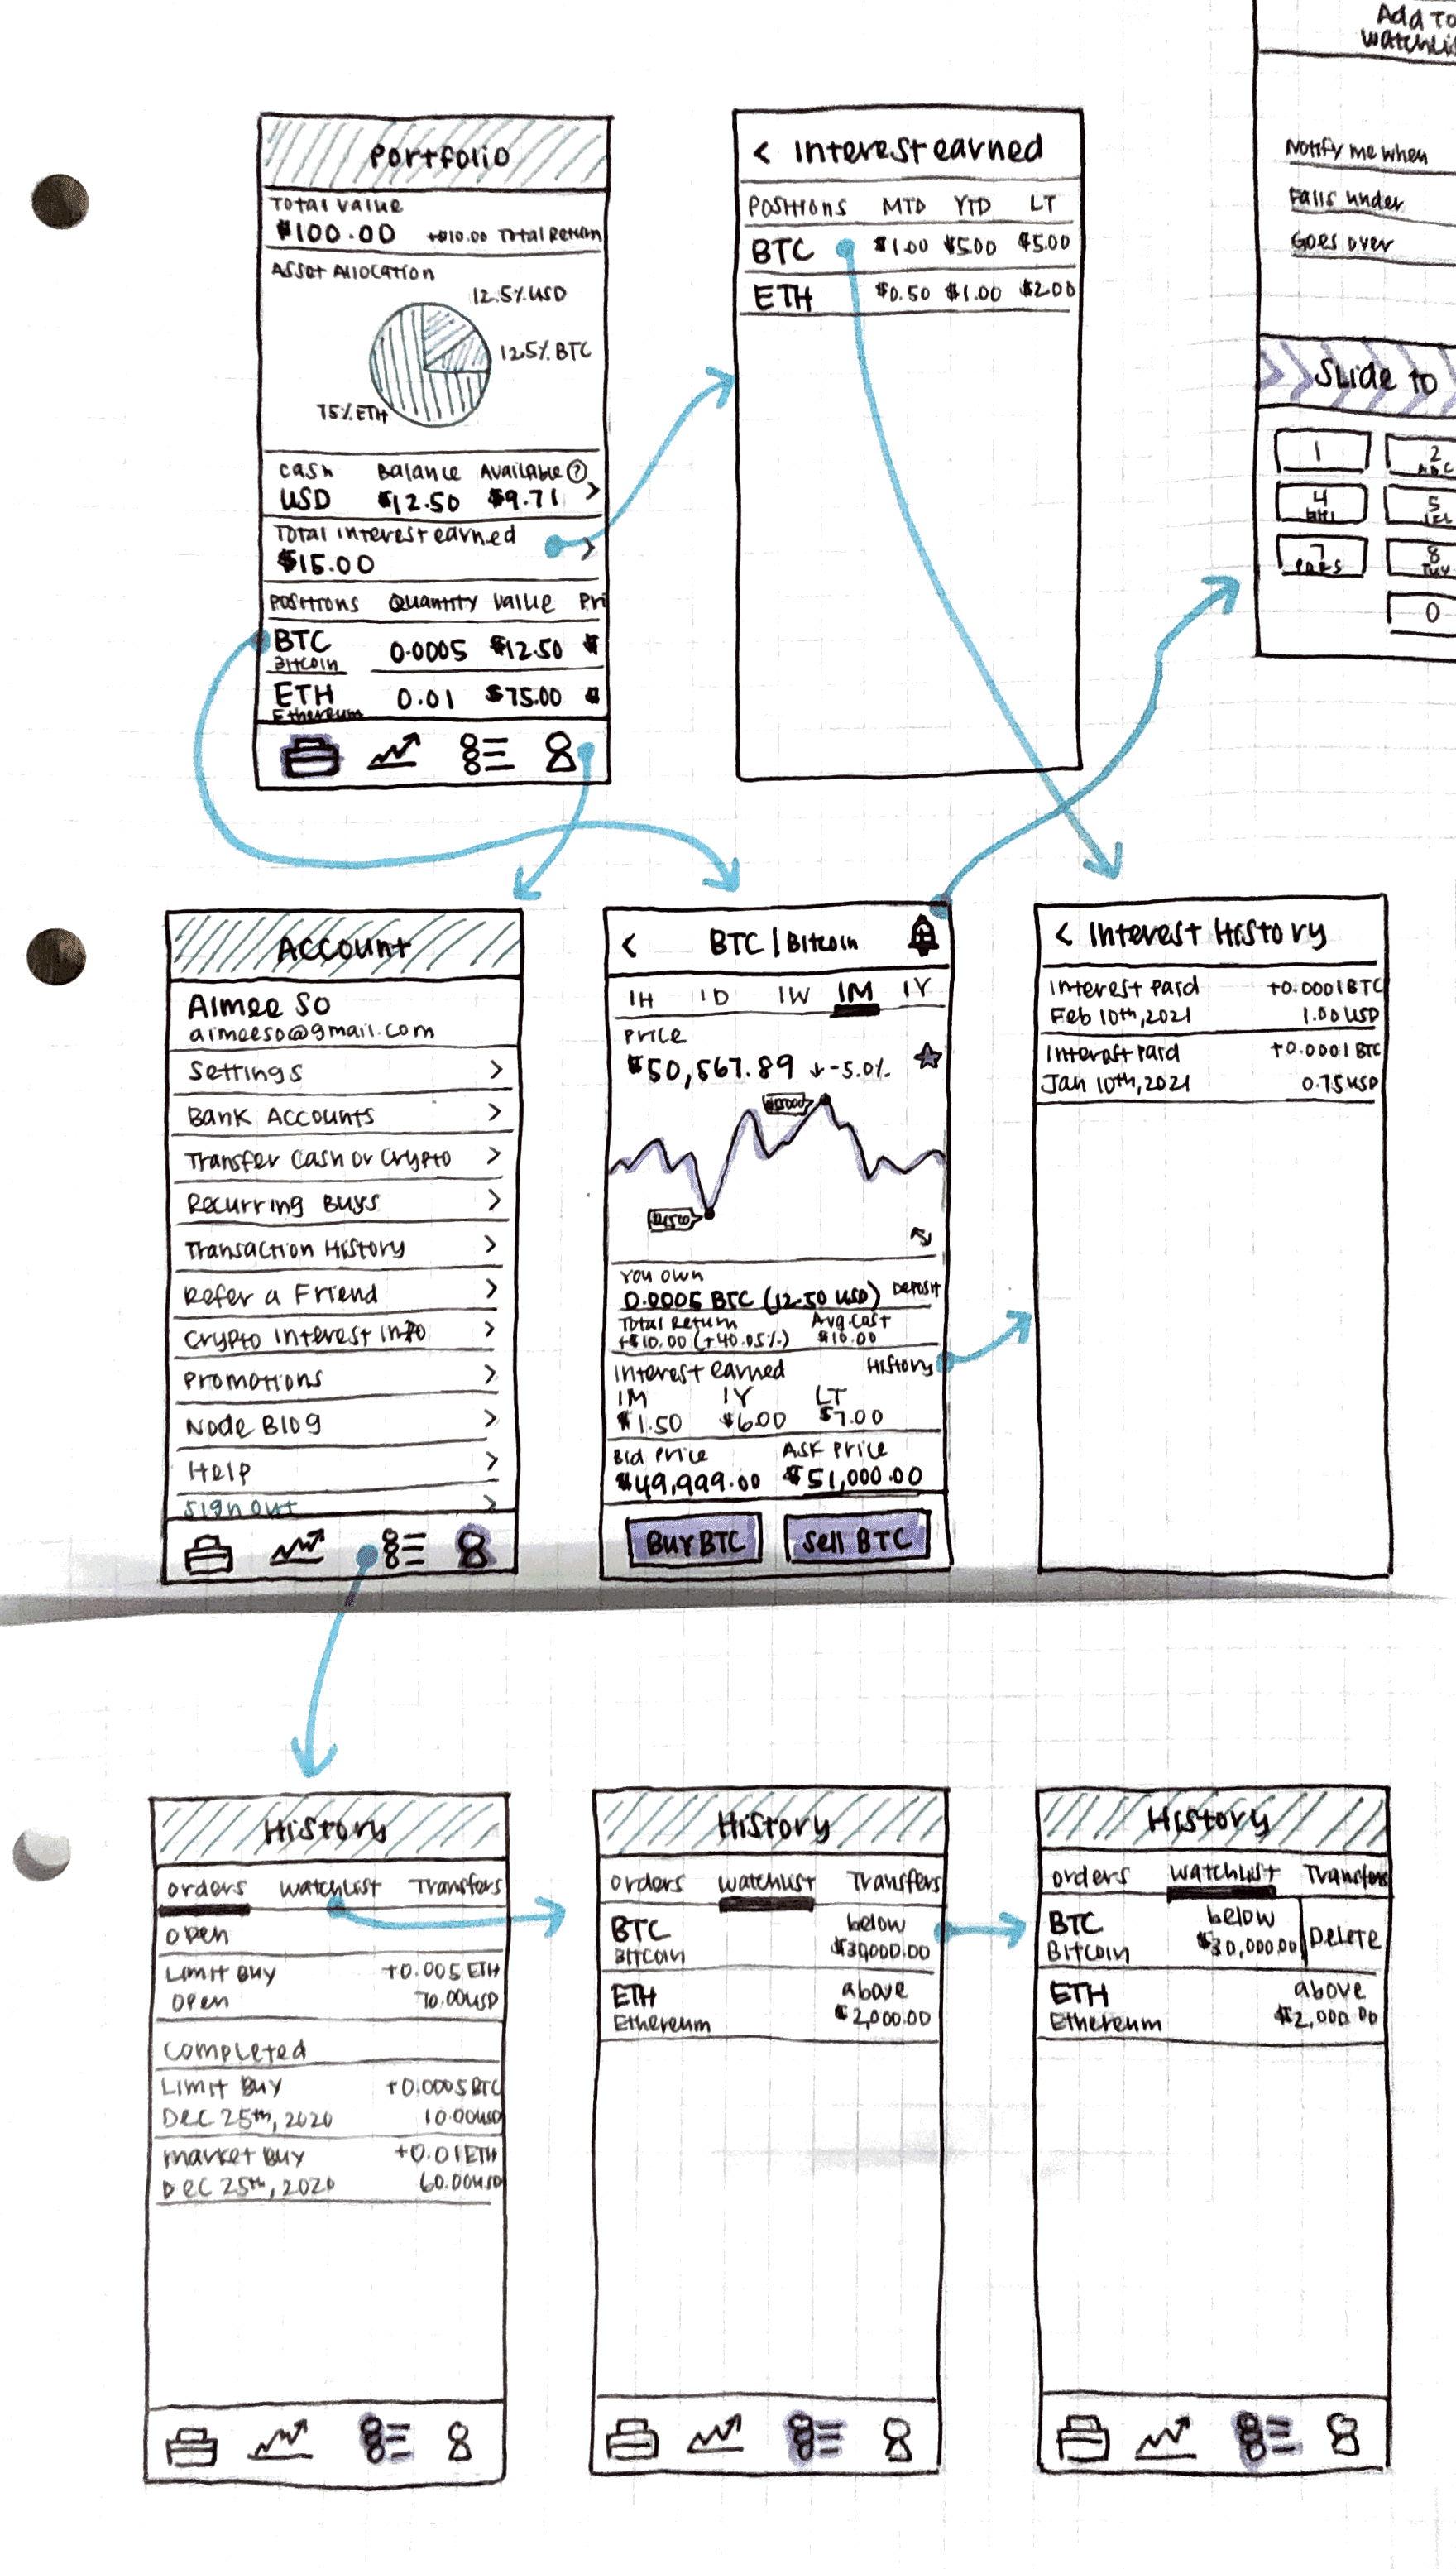 Portfolio
Total Value
$100.00 +$10.00 Total Return
Asset Allocation
12.5% USD
12.5% BTC
75% ETH
Cash Balance Available ?
USD $12.50 $9.71 >
Total interest earned
$15.00 >
Positions Quantity Value Pri
BTC 0.0005 $12.50 $
Bitcoin
ETH 0.01 $75.00 $
Ethereum
< Interest earned
Positions MTD YTD LT
BTC $1.00 $5.00 $5.00
ETH $0.50 $1.00 $2.00
Add To
Watchli
Notify me when
Falls under
Goes over
Slide to
1 2
ABC
4 5
GHI JKL
7 8
PQRS TUV
0
Account
Aimee So
aimeeso@gmail.com
Settings >
Bank Accounts >
Transfer Cash or Crypto >
Recurring Buys >
Transaction History >
Refer a Friend >
Crypto Interest Info >
Promotions >
Node Blog >
Help >
Sign out >
< BTC | Bitcoin
1H 1D 1W 1M 1Y
Price
$50,567.89 ↓-5.0%
You own
0.0005 BTC (12.50 USD) Deposit
Total Return Avg.Cost
+$10.00 (+40.05%) $10.00
Interest earned History
1M 1Y LT
$1.50 $6.00 $7.00
Bid Price Ask Price
$49,999.00 $51,000.00
Buy BTC Sell BTC
< Interest History
Interest Paid +0.0001 BTC
Feb 10th, 2021 1.00 USD
Interest Paid +0.0001 BTC
Jan 10th, 2021 0.75 USD
History
Orders Watchlist Transfers
Open
Limit Buy +0.005 ETH
Open 70.00 USD
Completed
Limit Buy +0.0005 BTC
Dec 25th, 2020 10.00 USD
Market Buy +0.01 ETH
Dec 25th, 2020 60.00 USD
History
Orders Watchlist Transfers
BTC below
Bitcoin $30,000.00
ETH above
Ethereum $2,000.00
History
Orders Watchlist Transfers
BTC below
Bitcoin $30,000.00 Delete
ETH above
Ethereum $2,000.00